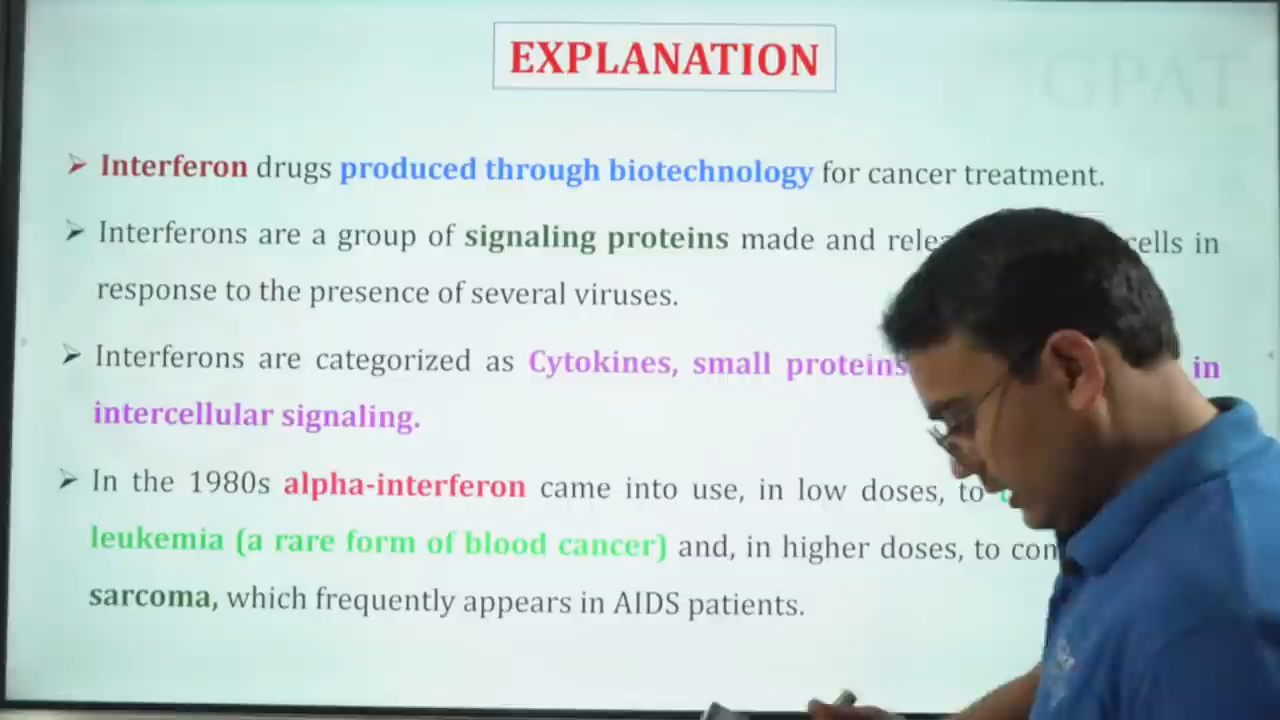 GPAT
EXPLANATION
➢ Interferon drugs produced through biotechnology for cancer treatment.
➢ Interferons are a group of signaling proteins made and cells in
response to the presence of several viruses.
➢ Interferons are categorized as Cytokines, small proteins in
intercellular signaling.
➢ In the 1980s alpha-interferon came into use, in low doses, to
leukemia (a rare form of blood cancer) and, in higher doses, to
sarcoma, which frequently appears in AIDS patients.